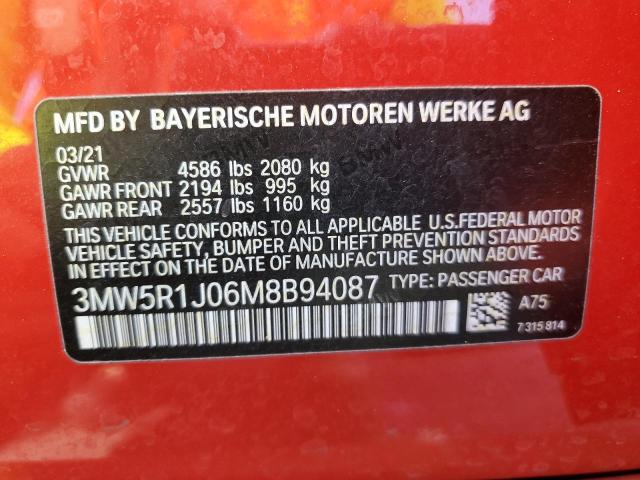 MFD BY BAYERISCHE MOTOREN WERKE AG
03/21
GVWR 4586 lbs 2080 kg
GAWR FRONT 2194 lbs 995 kg
GAWR REAR 2557 lbs 1160 kg
THIS VEHICLE CONFORMS TO ALL APPLICABLE U.S.FEDERAL MOTOR
VEHICLE SAFETY, BUMPER AND THEFT PREVENTION STANDARDS
IN EFFECT ON THE DATE OF MANUFACTURE SHOWN ABOVE.
3MW5R1J06M8B94087 TYPE: PASSENGER CAR
A75
7 315 814